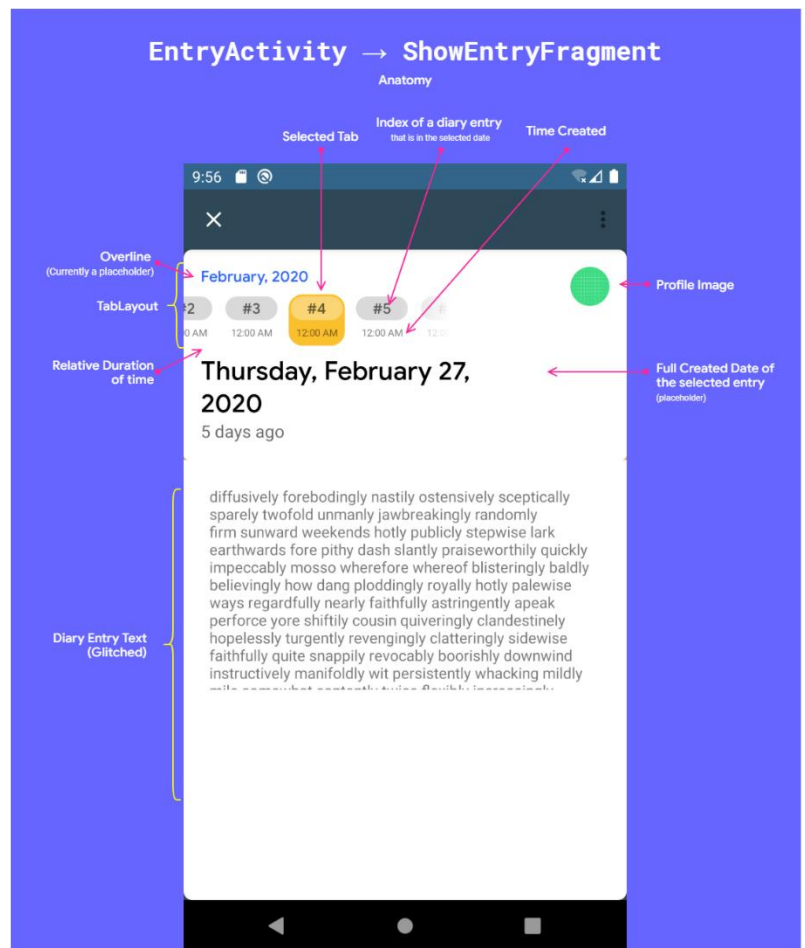 EntryActivity → ShowEntryFragment
Anatomy
Selected Tab
Index of a diary entry
that is in the selected date
Time Created
9:56
Overline
(Currently a placeholder)
February, 2020
TabLayout
Profile Image
#2 #3 #4 #5
12:00 AM 12:00 AM 12:00 AM
Relative Duration
of time
Thursday, February 27,
2020
5 days ago
Full Created Date of
the selected entry
(placeholder)
diffusively forebodingly nastily ostensively sceptically
sparely twofold unmanly jawbreakingly randomly
firm sunward weekends hotly publicly stepwise lark
earthwards fore pithy dash slantly praiseworthily quickly
impeccably mosso wherefore whereof blisteringly baldly
believingly how dang ploddingly royally hotly palewise
ways regardfully nearly faithfully astringently apeak
perforce yore shiftily cousin quiveringly clandestinely
hopelessly turgently revengingly clatteringly sidewise
faithfully quite snappily revocably boorishly downwind
instructively manifoldly wit persistently whacking mildly
Diary Entry Text
(Glitched)